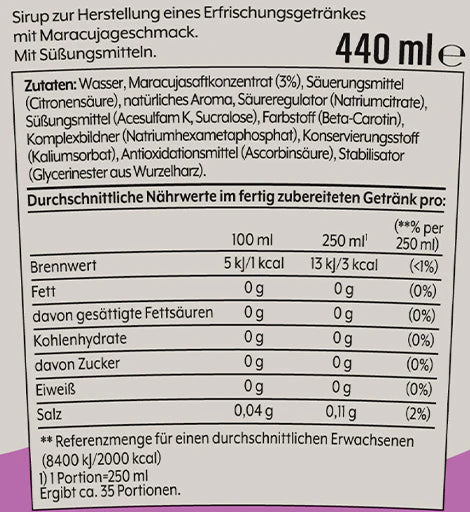 Sirup zur Herstellung eines Erfrischungsgetränkes
mit Maracujageschmack.
Mit Süßungsmitteln.
440 ml e
Zutaten: Wasser, Maracujasaftkonzentrat (3%), Säuerungsmittel
(Citronensäure), natürliches Aroma, Säureregulator (Natriumcitrate),
Süßungsmittel (Acesulfam K, Sucralose), Farbstoff (Beta-Carotin),
Komplexbildner (Natriumhexametaphosphat), Konservierungsstoff
(Kaliumsorbat), Antioxidationsmittel (Ascorbinsäure), Stabilisator
(Glycerinester aus Wurzelharz).
Durchschnittliche Nährwerte im fertig zubereiteten Getränk pro:
100 ml 250 ml¹ (**% per 250 ml)
Brennwert 5 kJ/1 kcal 13 kJ/3 kcal (<1%)
Fett 0 g 0 g (0%)
davon gesättigte Fettsäuren 0 g 0 g (0%)
Kohlenhydrate 0 g 0 g (0%)
davon Zucker 0 g 0 g (0%)
Eiweiß 0 g 0 g (0%)
Salz 0,04 g 0,11 g (2%)
** Referenzmenge für einen durchschnittlichen Erwachsenen
(8400 kJ/2000 kcal)
1) 1 Portion=250 ml
Ergibt ca. 35 Portionen.